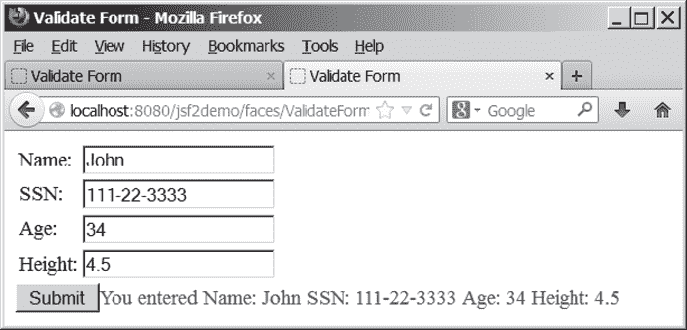 Validate Form - Mozilla Firefox
File Edit View History Bookmarks Tools Help
Validate Form × Validate Form × +
localhost:8080/jsf2demo/faces/ValidateForm Google
Name: John
SSN: 111-22-3333
Age: 34
Height: 4.5
Submit You entered Name: John SSN: 111-22-3333 Age: 34 Height: 4.5